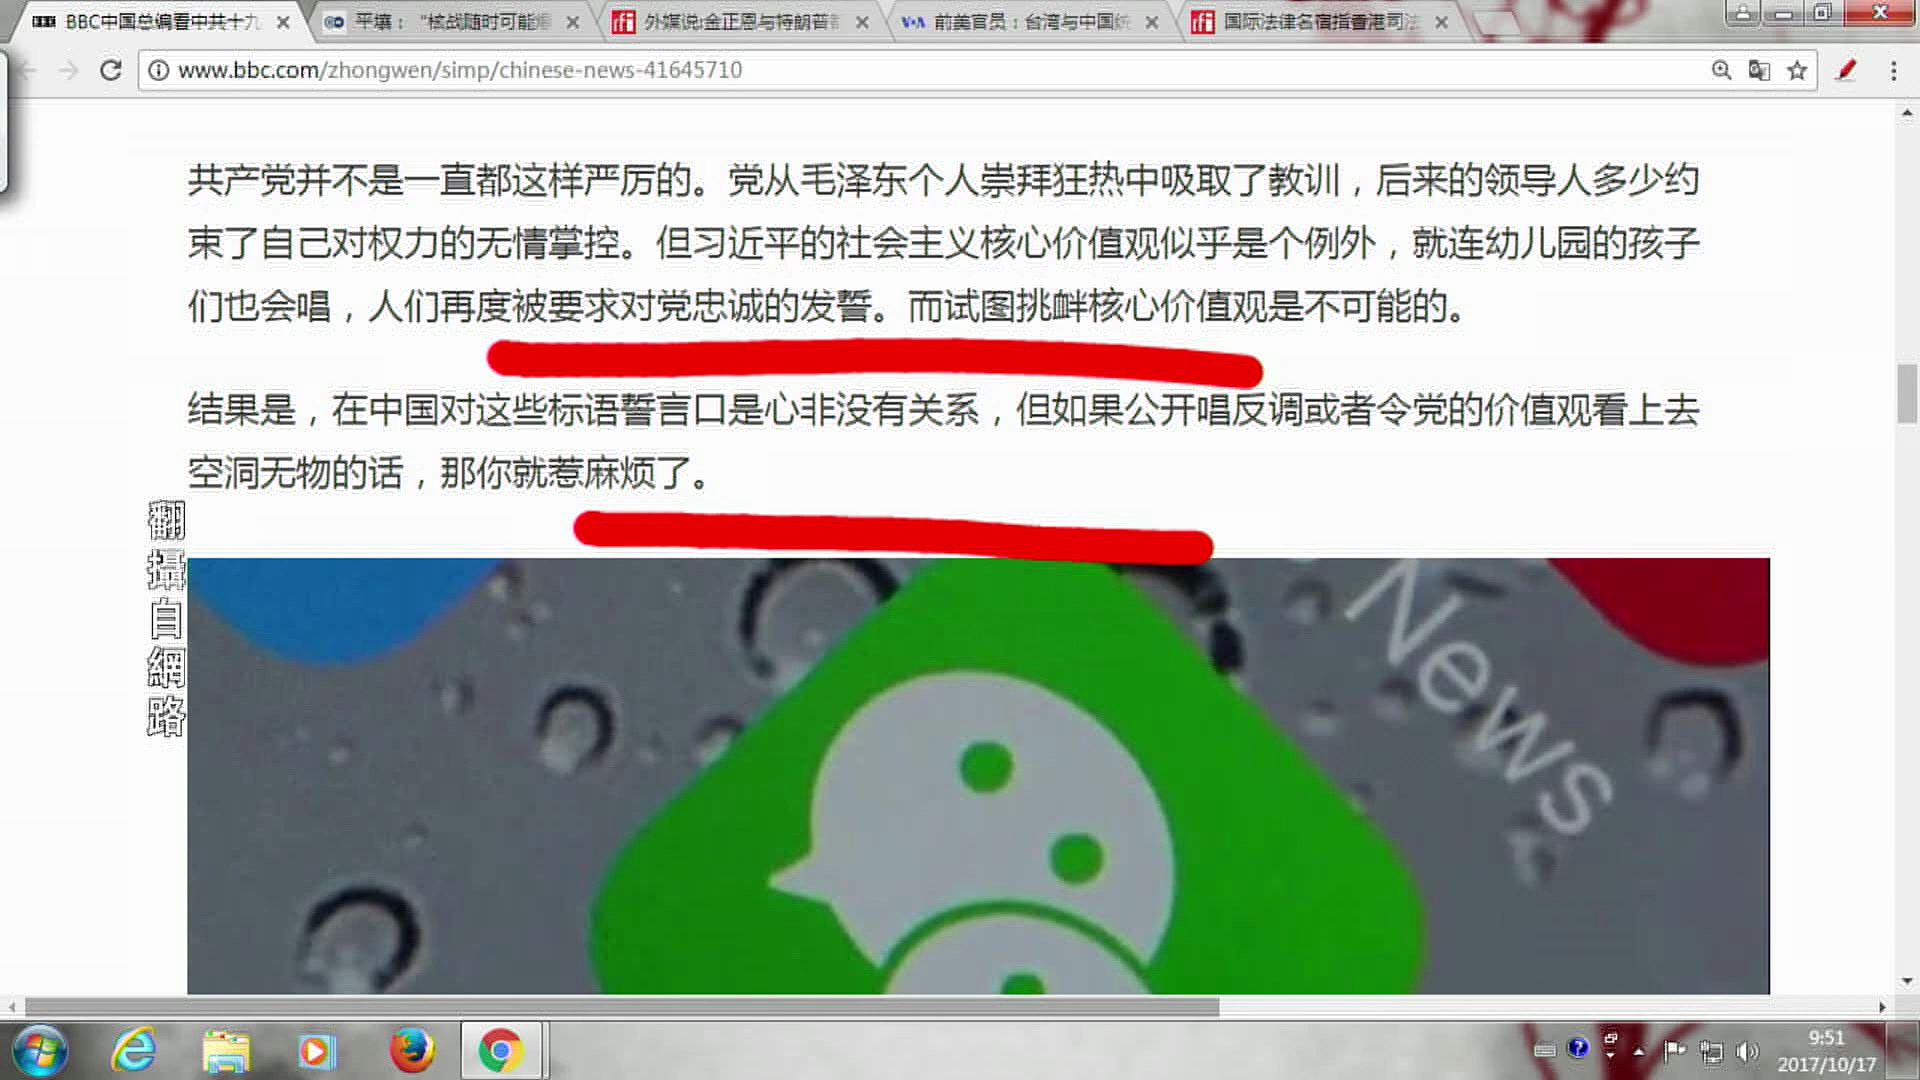 BBC中国总编看中共十九
平壤：“核战随时可能爆
外媒说:金正恩与特朗普
前美官员：台湾与中国统
国际法律名宿指香港司法
www.bbc.com/zhongwen/simp/chinese-news-41645710
共产党并不是一直都这样严厉的。党从毛泽东个人崇拜狂热中吸取了教训，后来的领导人多少约
束了自己对权力的无情掌控。但习近平的社会主义核心价值观似乎是个例外，就连幼儿园的孩子
们也会唱，人们再度被要求对党忠诚的发誓。而试图挑衅核心价值观是不可能的。
结果是，在中国对这些标语誓言口是心非没有关系，但如果公开唱反调或者令党的价值观看上去
空洞无物的话，那你就惹麻烦了。
翻攝自網路
News
9:51
2017/10/17